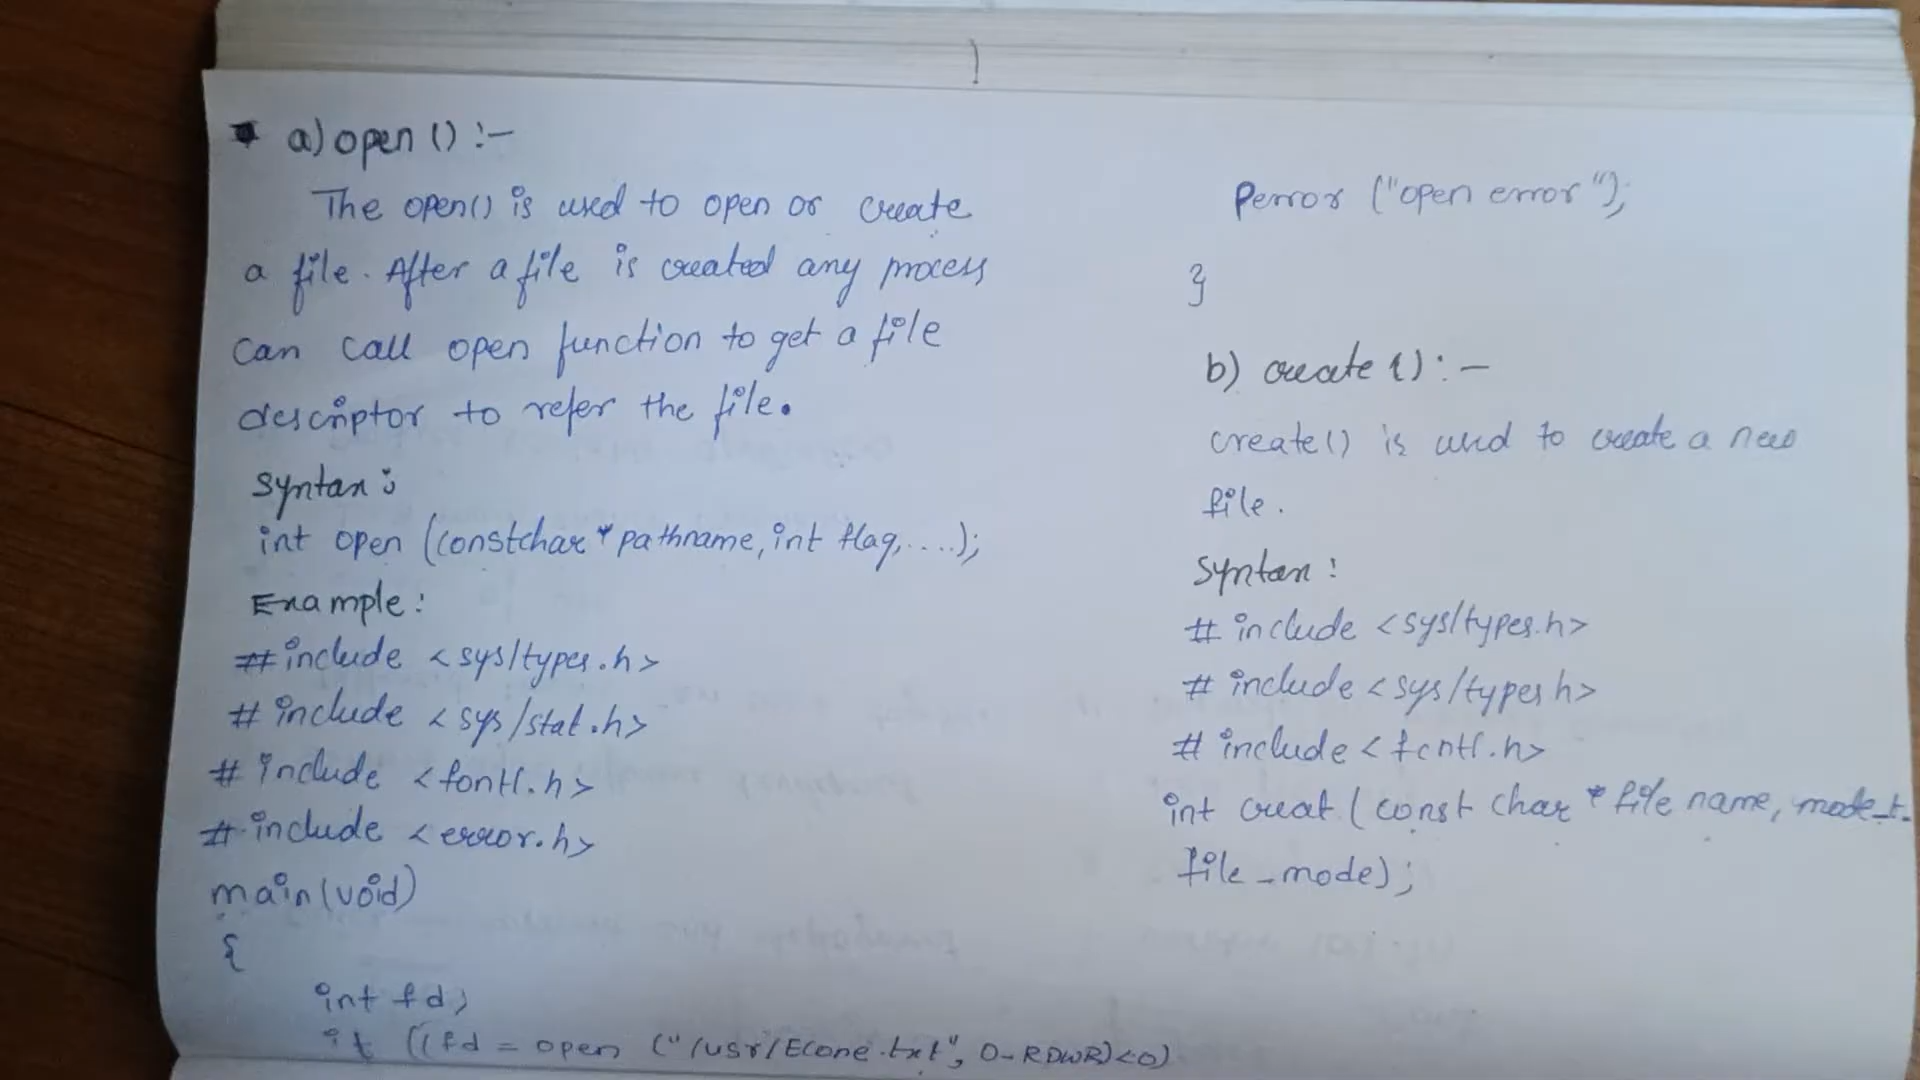 a) open () :-
The open() is used to open or create
a file. After a file is created any process
can call open function to get a file
descriptor to refer the file.
Syntax :
int open (constchar * pathname, int flag, ....);
Example :
# include <sys/types.h>
# include <sys/stat.h>
# include <fontl.h>
# include <error.h>
main(void)
{
int fd;
if ((fd = open ("/usr/Econe.txt", O-RDWR)<0)
Perror ("open error");
}
b) create () : -
create() is used to create a new
file.
Syntax :
# include <sys/types.h>
# include <sys/types h>
# include <fcntl.h>
int creat (const char * file name, mode_t
file _ mode);